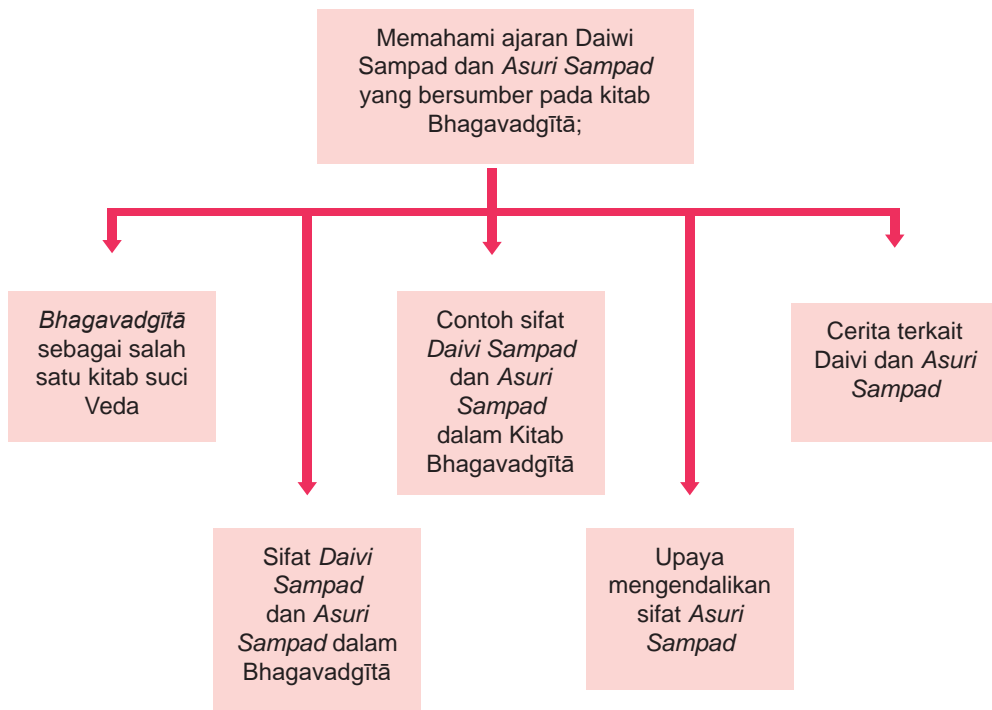 Memahami ajaran Daiwi
Sampad dan Asuri Sampad
yang bersumber pada kitab
Bhagavadgītā;
Bhagavadgītā
sebagai salah
satu kitab suci
Veda
Sifat Daivi
Sampad
dan Asuri
Sampad dalam
Bhagavadgītā
Contoh sifat
Daivi Sampad
dan Asuri
Sampad
dalam Kitab
Bhagavadgītā
Upaya
mengendalikan
sifat Asuri
Sampad
Cerita terkait
Daivi dan Asuri
Sampad